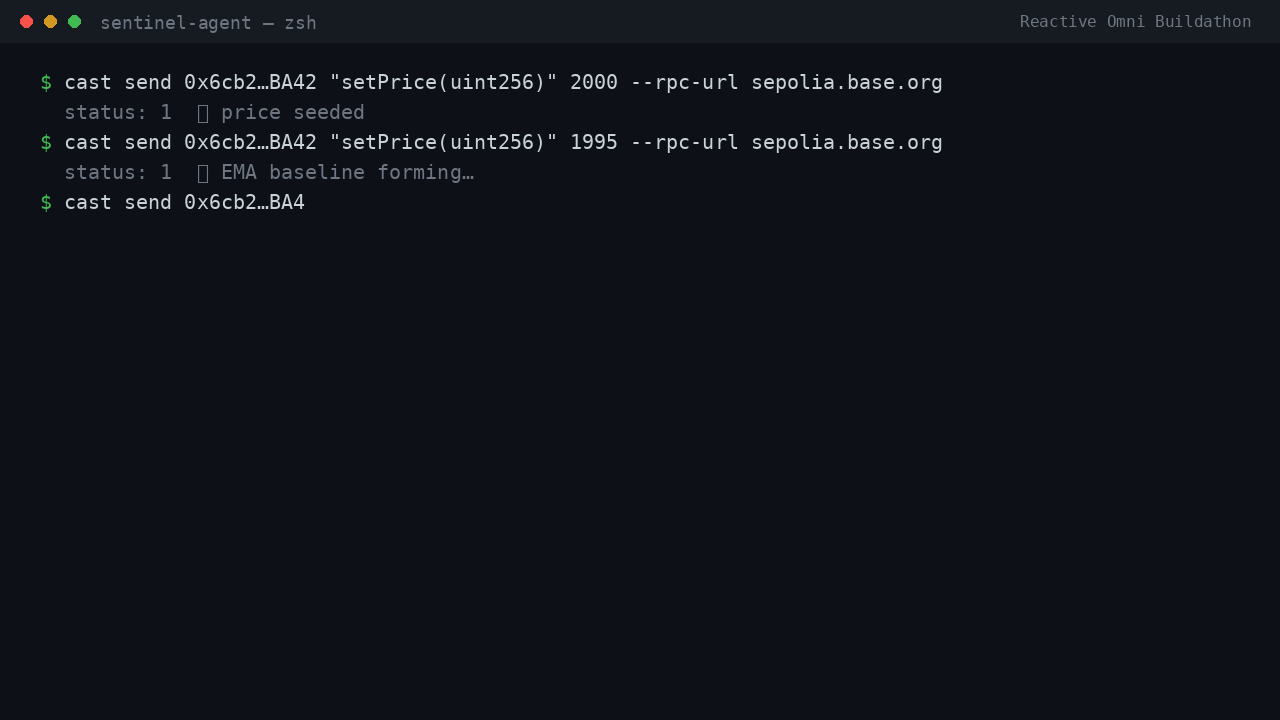 sentinel-agent — zsh
Reactive Omni Buildathon
$ cast send 0x6cb2…BA42 "setPrice(uint256)" 2000 --rpc-url sepolia.base.org
status: 1 ▯ price seeded
$ cast send 0x6cb2…BA42 "setPrice(uint256)" 1995 --rpc-url sepolia.base.org
status: 1 ▯ EMA baseline forming…
$ cast send 0x6cb2…BA4